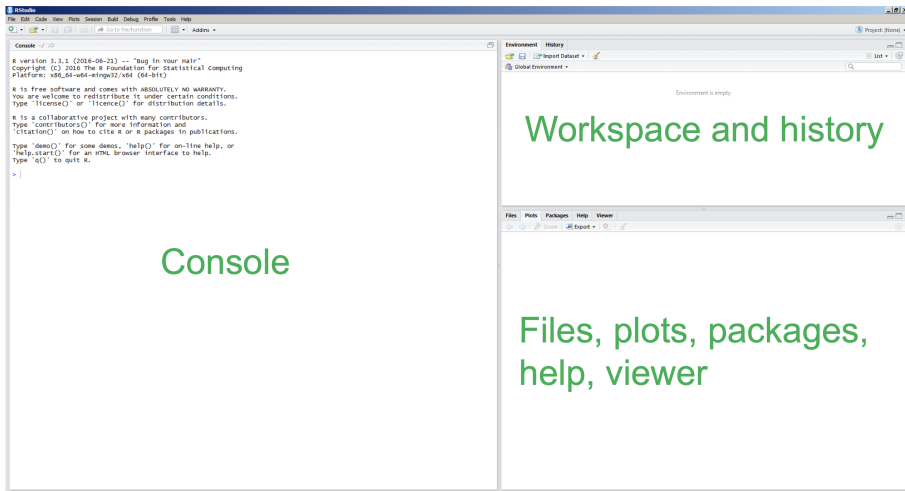 RStudio
File Edit Code View Plots Session Build Debug Profile Tools Help
Go to file/function Addins Project: (None)
Console ~/
R version 3.3.1 (2016-06-21) -- "Bug in Your Hair"
Copyright (C) 2016 The R Foundation for Statistical Computing
Platform: x86_64-w64-mingw32/x64 (64-bit)
R is free software and comes with ABSOLUTELY NO WARRANTY.
You are welcome to redistribute it under certain conditions.
Type 'license()' or 'licence()' for distribution details.
R is a collaborative project with many contributors.
Type 'contributors()' for more information and
'citation()' on how to cite R or R packages in publications.
Type 'demo()' for some demos, 'help()' for on-line help, or
'help.start()' for an HTML browser interface to help.
Type 'q()' to quit R.
>
Console
Environment History
Import Dataset List
Global Environment
Environment is empty
Workspace and history
Files Plots Packages Help Viewer
Zoom Export
Files, plots, packages,
help, viewer